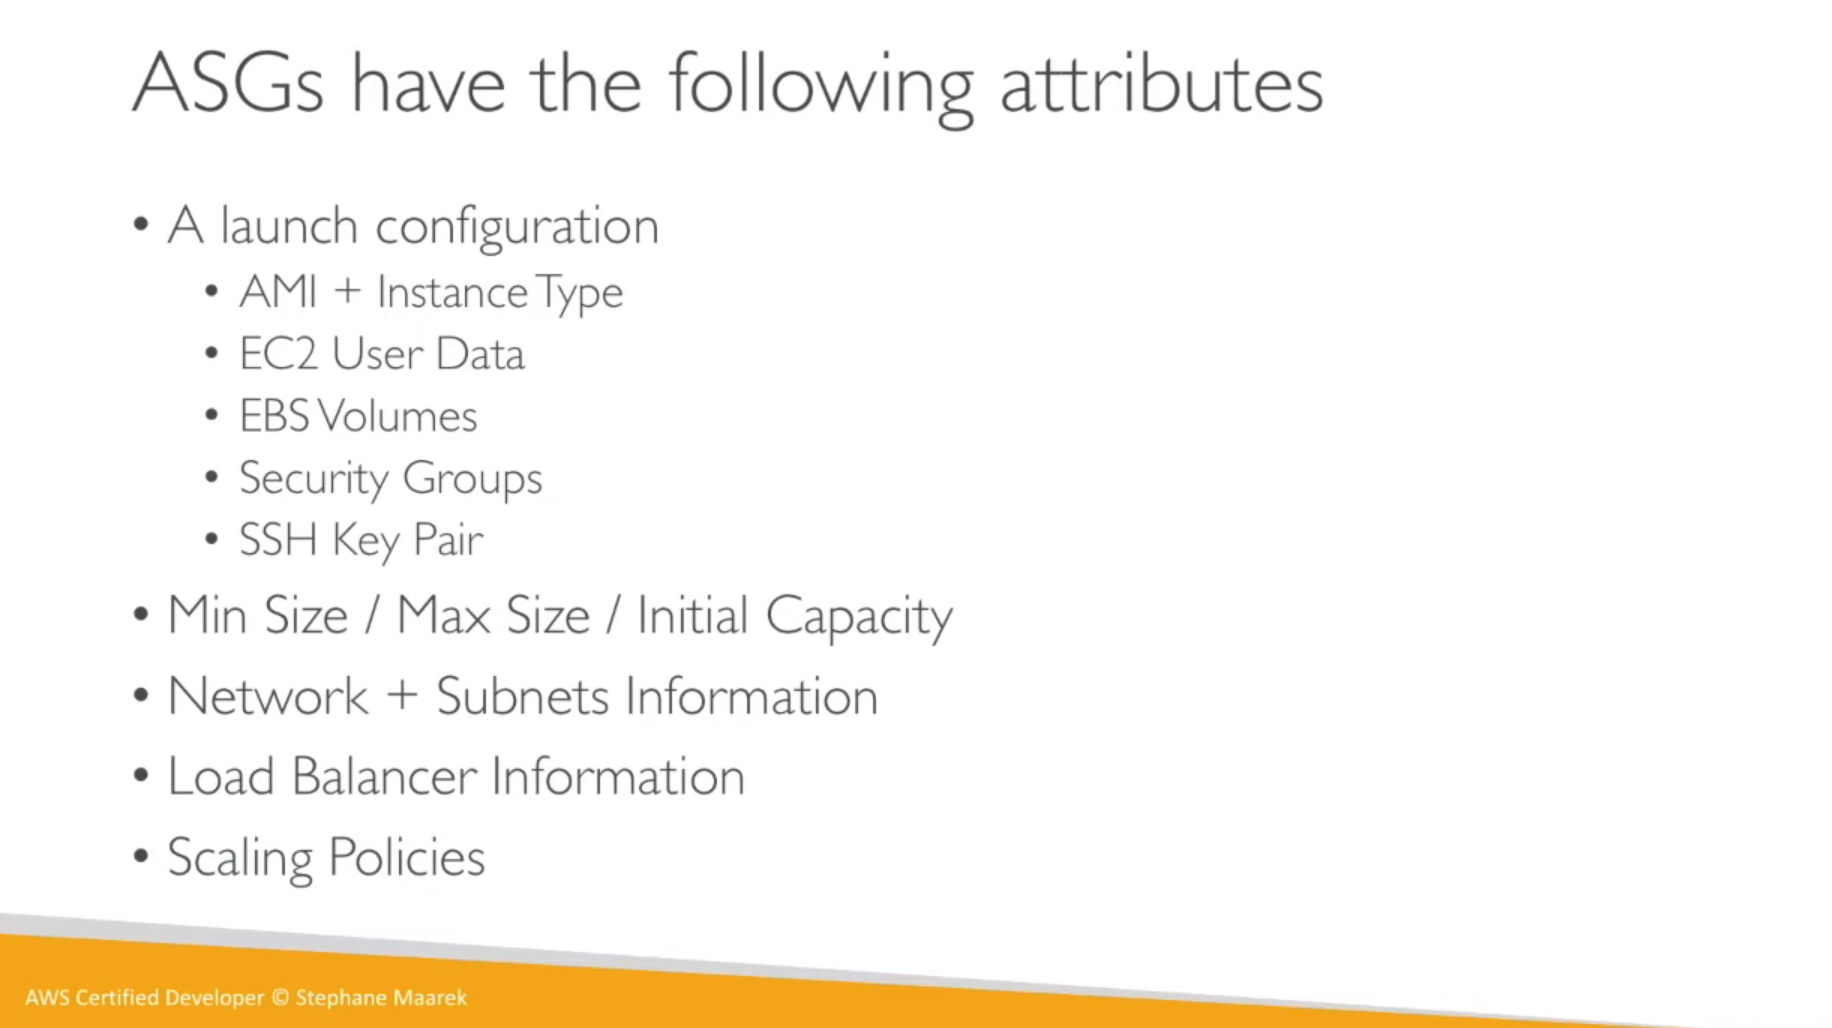 ASGs have the following attributes
• A launch configuration
• AMI + Instance Type
• EC2 User Data
• EBS Volumes
• Security Groups
• SSH Key Pair
• Min Size / Max Size / Initial Capacity
• Network + Subnets Information
• Load Balancer Information
• Scaling Policies
AWS Certified Developer © Stephane Maarek